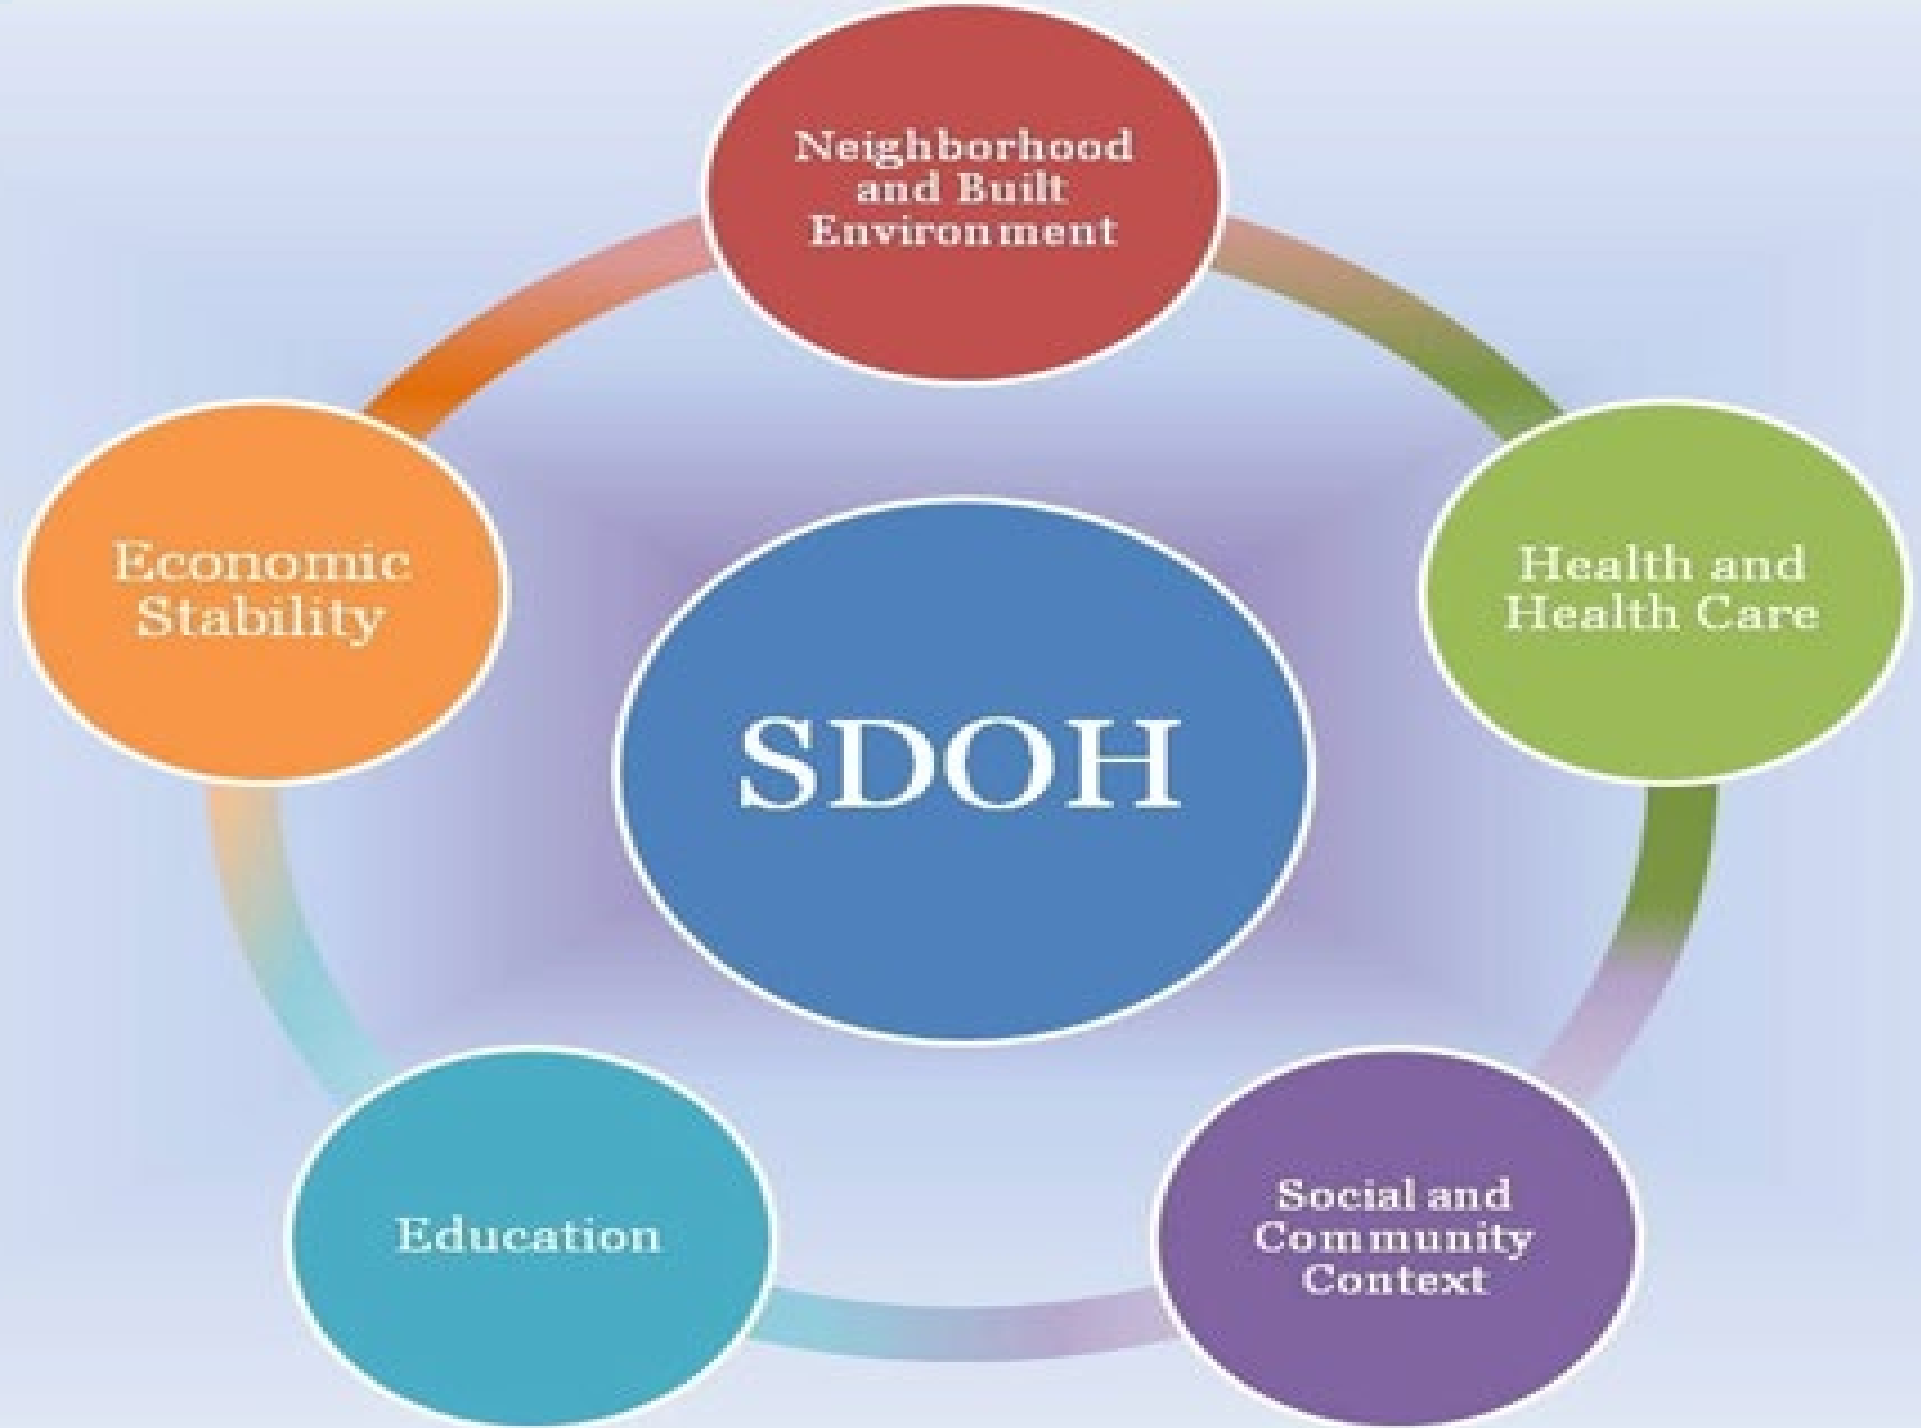 Neighborhood
and Built
Environment
Economic
Stability
Health and
Health Care
SDOH
Education
Social and
Community
Context